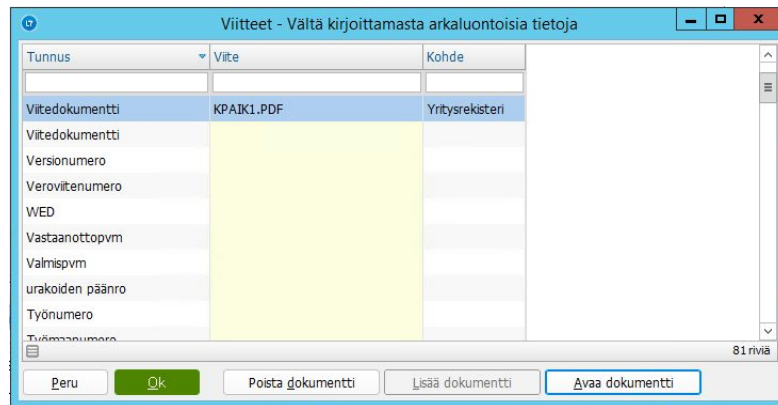 Viitteet - Vältä kirjoittamasta arkaluontoisia tietoja
Tunnus Viite Kohde
Viitedokumentti KPAIK1.PDF Yritysrekisteri
Viitedokumentti
Versionumero
Veroviitenumero
WED
Vastaanottopvm
Valmispvm
urakoiden päänro
Työnumero
Työmaanumero
81 riviä
Peru Ok Poista dokumentti Lisää dokumentti Avaa dokumentti